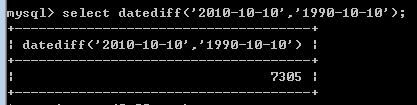 mysql> select datediff('2010-10-10','1990-10-10');
+-------------------------------------+
¦ datediff('2010-10-10','1990-10-10') ¦
+-------------------------------------+
¦                                7305 ¦
+-------------------------------------+